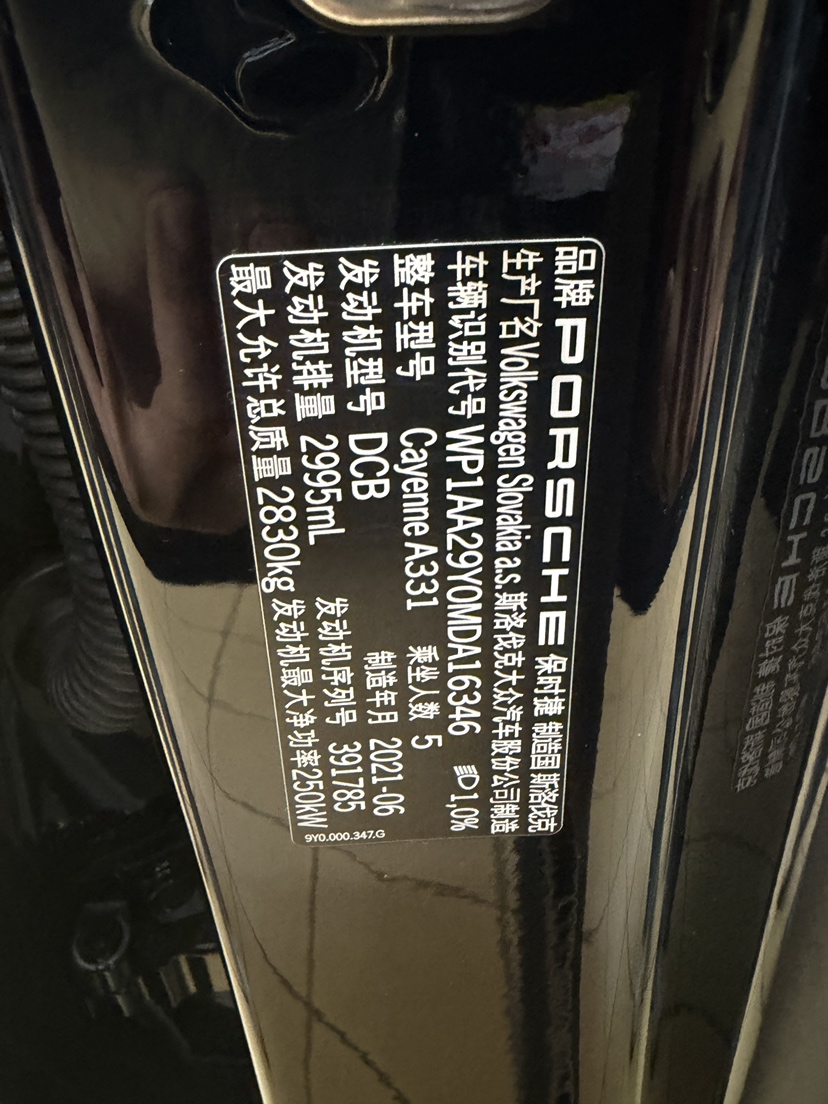 品牌 PORSCHE 保时捷 制造国 斯洛伐克
生产厂名 Volkswagen Slovakia a.s. 斯洛伐克大众汽车股份公司制造
车辆识别代号 WP1AA29Y0MDA16346 1,0%
整车型号 Cayenne A331 乘坐人数 5
发动机型号 DCB 制造年月 2021-06
发动机排量 2995mL 发动机序列号 391785
最大允许总质量 2830kg 发动机最大净功率250kW
9Y0.000.347.G